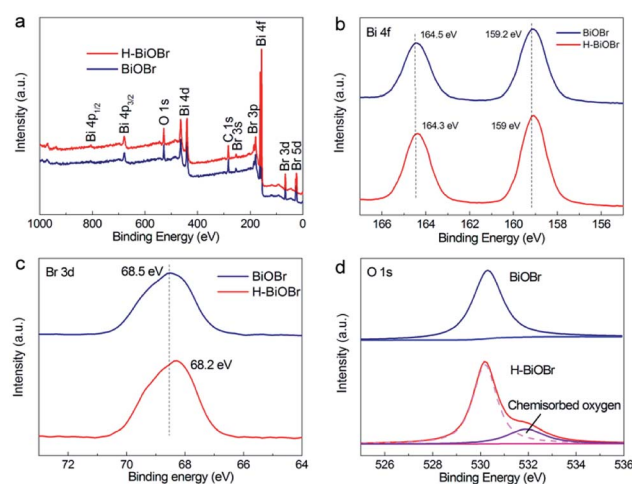 a
H-BiOBr
BiOBr
Bi 4p1/2
Bi 4p3/2
O 1s
Bi 4d
C 1s
Br 3s
Br 3p
Bi 4f
Br 3d
Br 5d
Intensity (a.u.)
1000 800 600 400 200 0
Binding Energy (eV)
b
Bi 4f
164.5 eV
159.2 eV
BiOBr
H-BiOBr
164.3 eV
159 eV
Intensity (a.u.)
166 164 162 160 158 156
Binding Energy (eV)
c
Br 3d
68.5 eV
BiOBr
H-BiOBr
68.2 eV
Intensity (a.u.)
72 70 68 66 64
Binding Energy (eV)
d
O 1s
BiOBr
H-BiOBr
Chemisorbed oxygen
Intensity (a.u.)
526 528 530 532 534 536
Binding energy (eV)